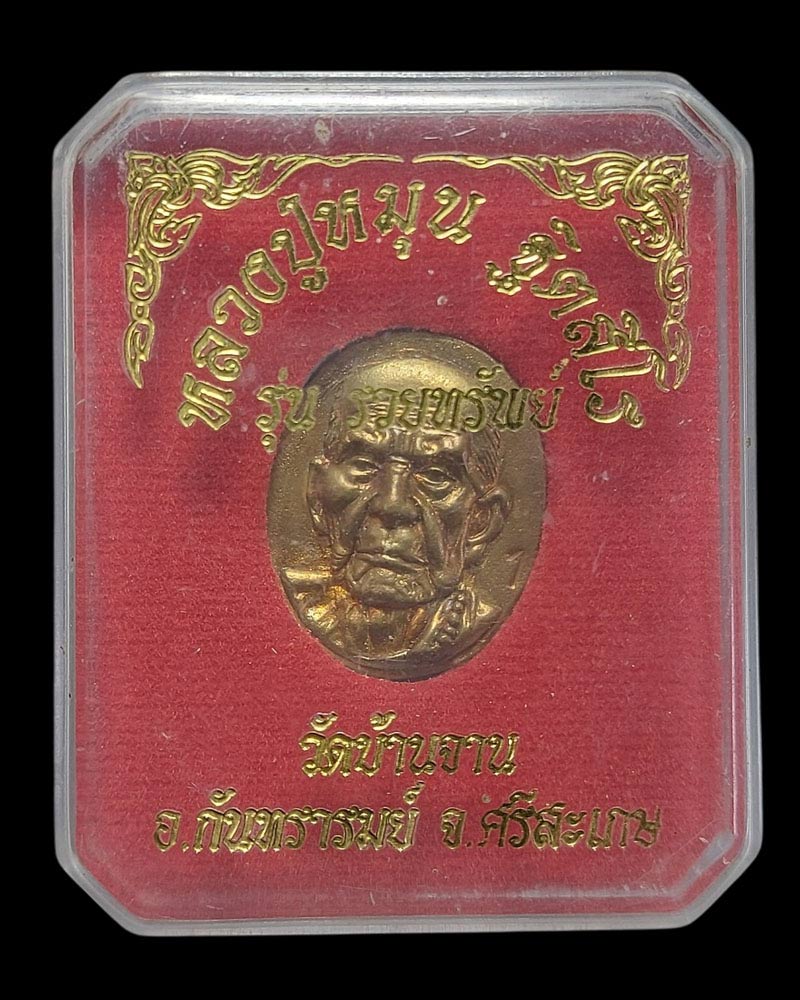 หลวงปู่หมุน ฐิตสีโล
รุ่น รวยทรัพย์
วัดบ้านจาน
อ.กันทรารมย์ จ.ศรีสะเกษ